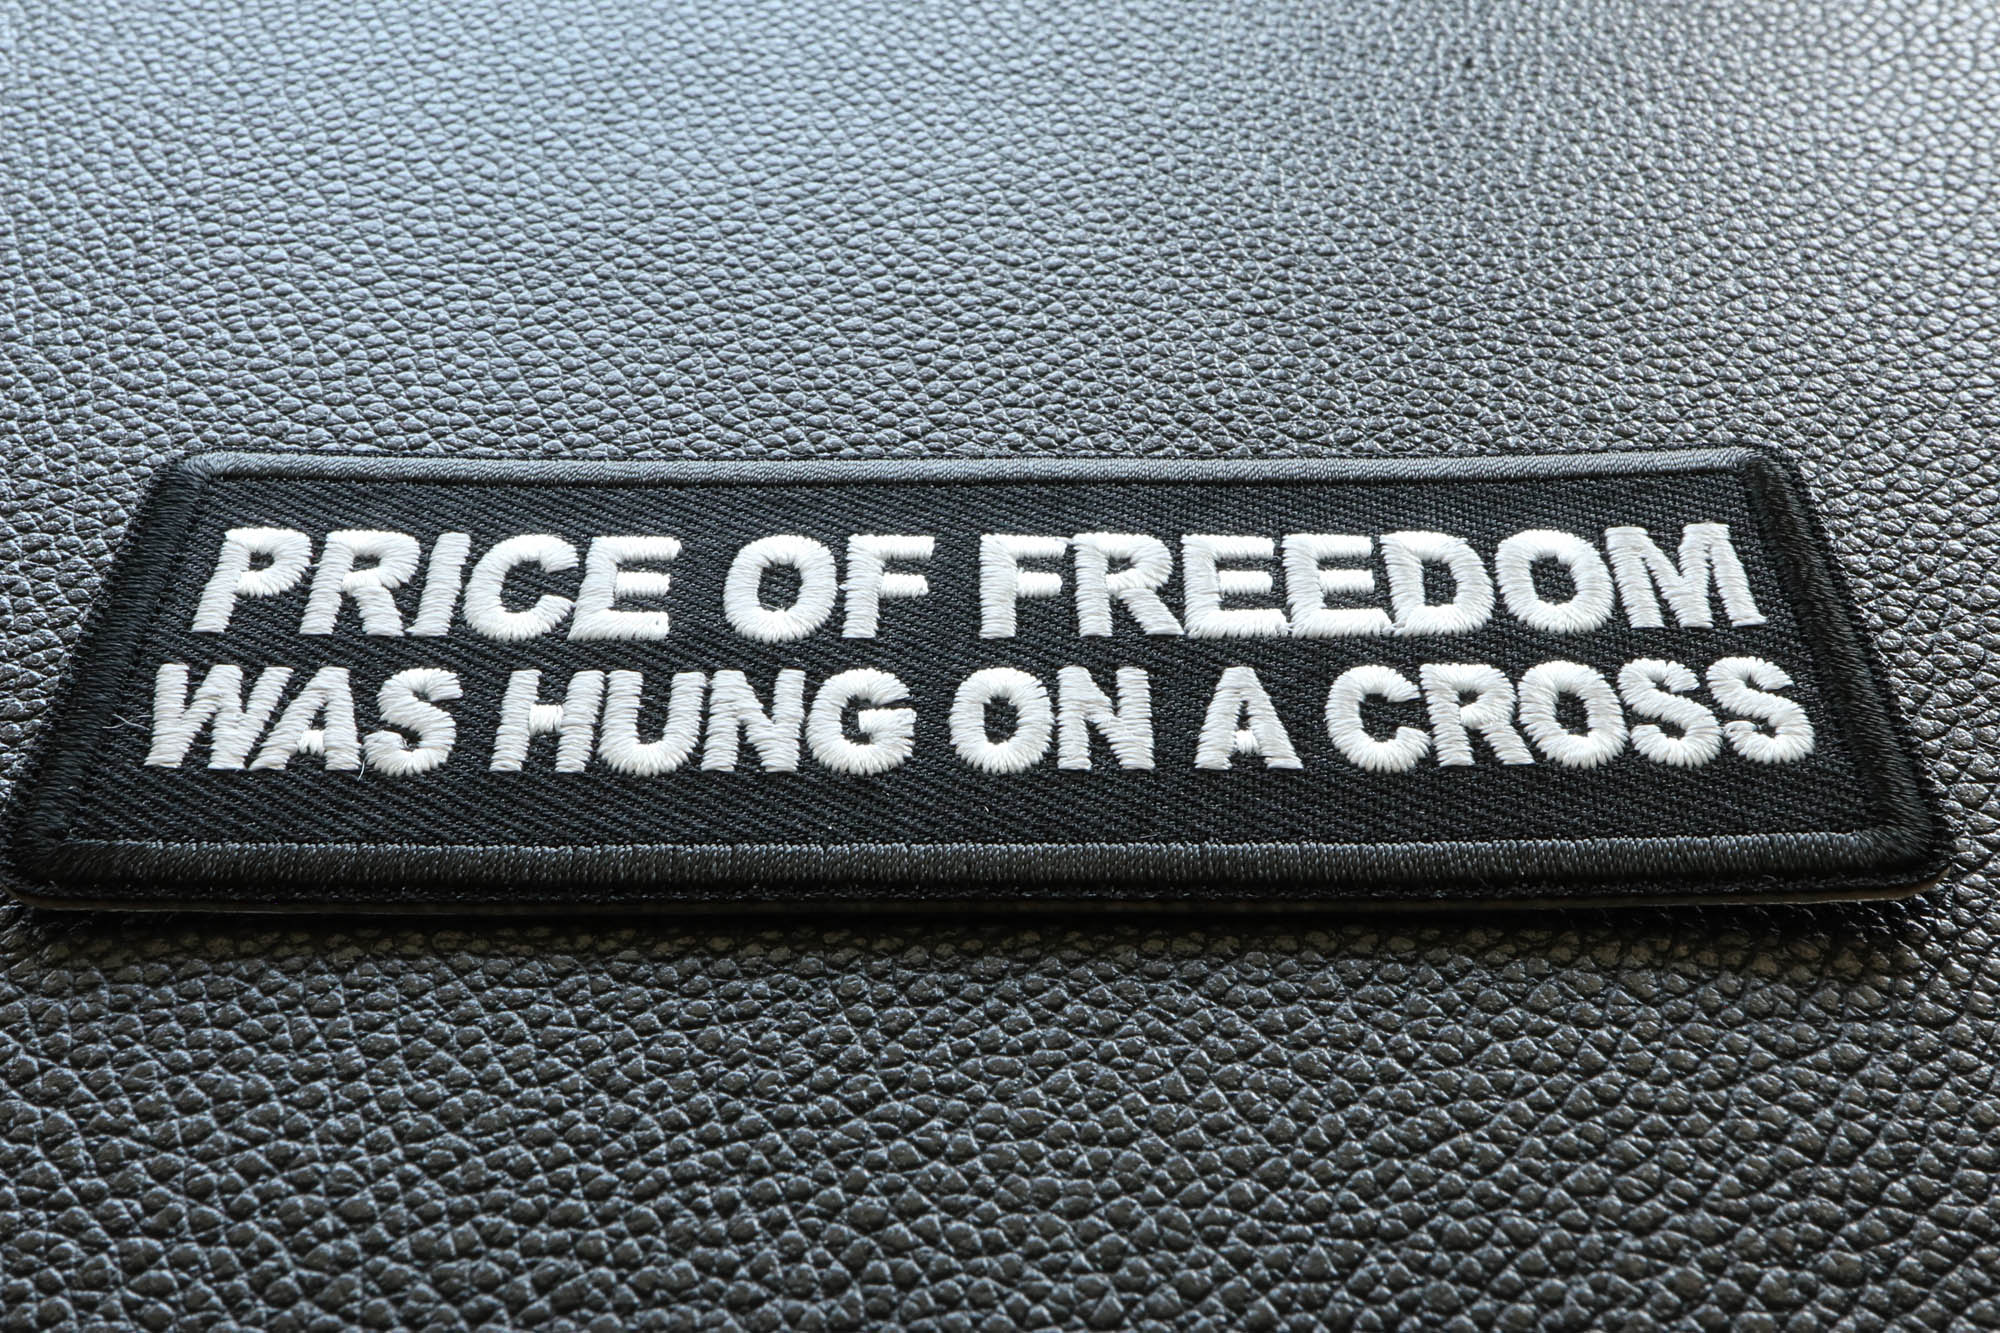 PRICE OF FREEDOM
WAS HUNG ON A CROSS